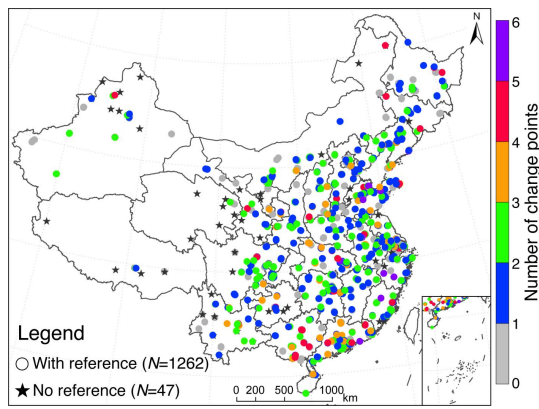 N
6
5
4
3
2
1
0
Number of change points
Legend
With reference (N=1262)
No reference (N=47)
0 200 500 1000
km